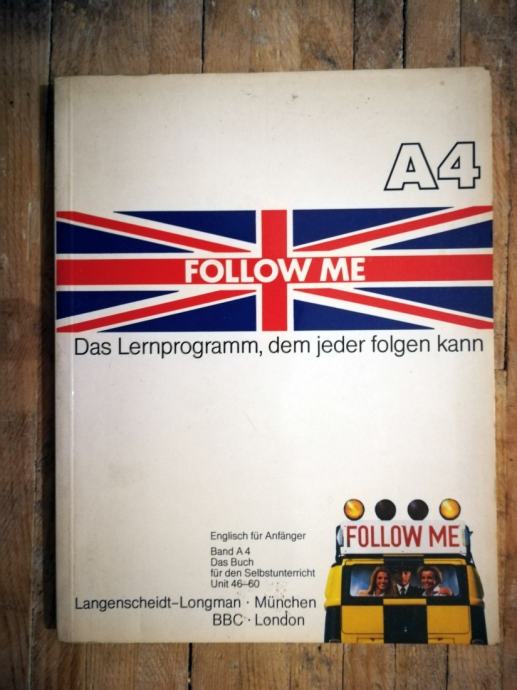 A4
FOLLOW ME
Das Lernprogramm, dem jeder folgen kann
Englisch für Anfänger
Band A 4
Das Buch
für den Selbstunterricht
Unit 46–60
Langenscheidt–Longman · München
BBC · London
FOLLOW ME